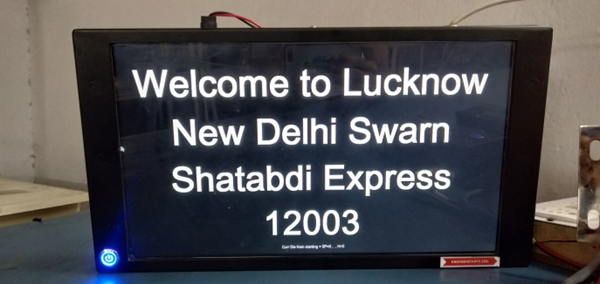 Welcome to Lucknow
New Delhi Swarn
Shatabdi Express
12003